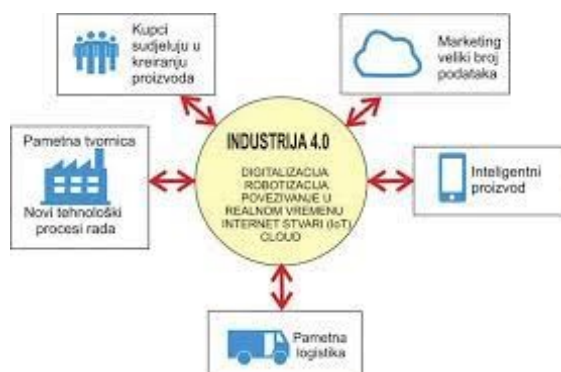 Kupci
sudjeluju u
kreiranju
proizvoda
Marketing
veliki broj
podataka
Pametna tvornica
Novi tehnološki
procesi rada
INDUSTRIJA 4.0
DIGITALIZACIJA
ROBOTIZACIJA
POVEZIVANJE U
REALNOM VREMENU
INTERNET STVARI (IoT)
CLOUD
Inteligentni
proizvod
Pametna
logistika